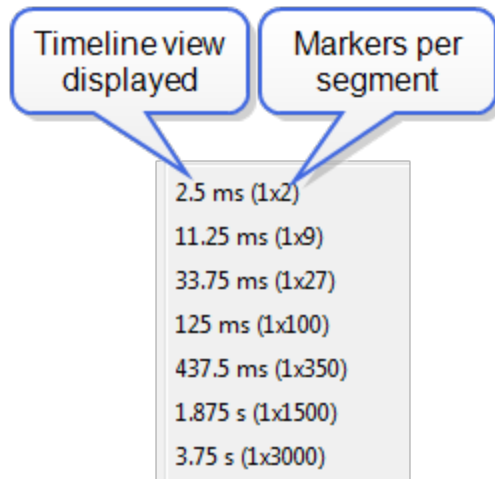 Timeline view
displayed
Markers per
segment
2.5 ms (1x2)
11.25 ms (1x9)
33.75 ms (1x27)
125 ms (1x100)
437.5 ms (1x350)
1.875 s (1x1500)
3.75 s (1x3000)